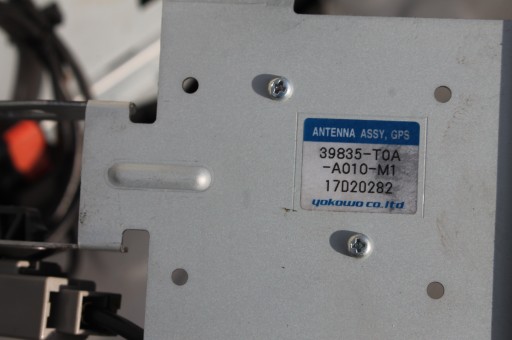 ANTENNA ASSY, GPS
39835-T0A
-A010-M1
17D20282
yokowo co.ltd